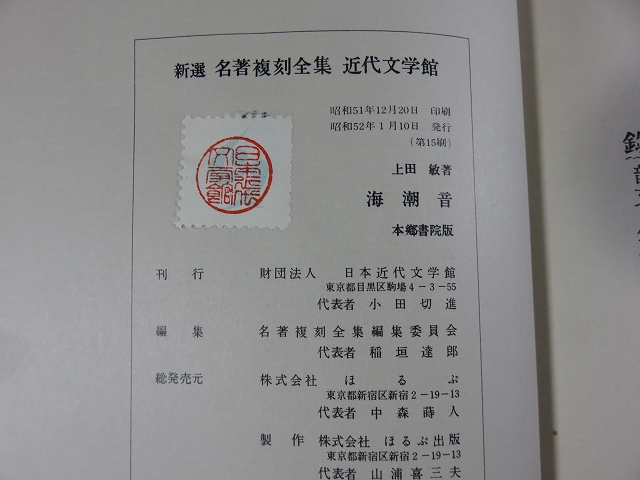 新選 名著複刻全集 近代文学館
昭和51年12月20日 印刷
昭和52年1月10日 発行
(第15刷)
上田 敏著
海潮音
本郷書院版
刊行 財団法人 日本近代文学館
東京都目黒区駒場4-3-55
代表者 小田切進
編集 名著複刻全集編集委員会
代表者 稲垣達郎
総発売元 株式会社 ほるぷ
東京都新宿区新宿2-19-13
代表者 中森蒔人
製作 株式会社 ほるぷ出版
東京都新宿区新宿2-19-13
代表者 山浦喜三夫